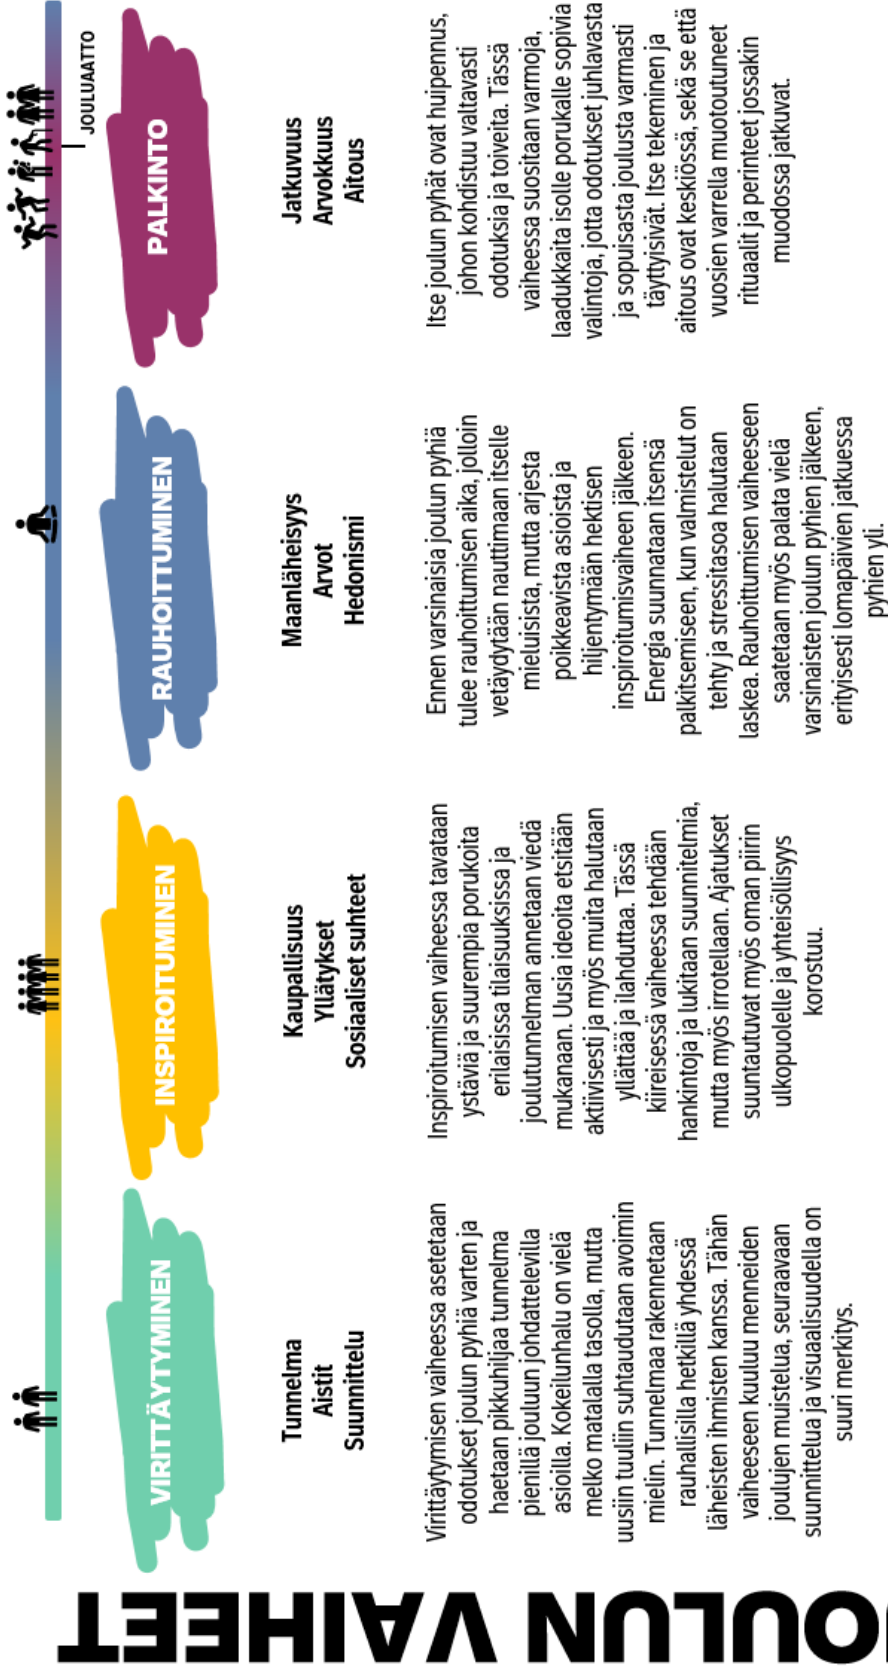 JOULUN VAIHEET
JOULUAATTO
VIRITTÄYTYMINEN
Tunnelma
Aistit
Suunnittelu
Virittäytymisen vaiheessa asetetaan
odotukset joulun pyhiä varten ja
haetaan pikkuhiljaa tunnelma
pienillä jouluun johdattelevilla
asioilla. Kokeilunhalu on vielä
melko matalalla tasolla, mutta
uusiin tuuliin suhtaudutaan avoimin
mielin. Tunnelmaa rakennetaan
rauhallisilla hetkillä yhdessä
läheisten ihmisten kanssa. Tähän
vaiheeseen kuuluu menneiden
joulujen muistelua, seuraavaan
suunnittelua ja visuaalisuudella on
suuri merkitys.
INSPIROITUMINEN
Kaupallisuus
Yllätykset
Sosiaaliset suhteet
Inspiroitumisen vaiheessa tavataan
ystäviä ja suurempia porukoita
erilaisissa tilaisuuksissa ja
joulutunnelman annetaan viedä
mukanaan. Uusia ideoita etsitään
aktiivisesti ja myös muita halutaan
yllättää ja ilahduttaa. Tässä
kiireisessä vaiheessa tehdään
hankintoja ja lukitaan suunnitelmia,
mutta myös irrotellaan. Ajatukset
suuntautuvat myös oman piirin
ulkopuolelle ja yhteisöllisyys
korostuu.
RAUHOITTUMINEN
Maanläheisyys
Arvot
Hedonismi
Ennen varsinaisia joulun pyhiä
tulee rauhoittumisen aika, jolloin
vetäydytään nauttimaan itselle
mieluisista, mutta arjesta
poikkeavista asioista ja
hiljentymään hektisen
inspiroitumisvaiheen jälkeen.
Energia suunnataan itsensä
palkitsemiseen, kun valmistelut on
tehty ja stressitasoa halutaan
laskea. Rauhoittumisen vaiheeseen
saatetaan myös palata vielä
varsinaisten joulun pyhien jälkeen,
erityisesti lomapäivien jatkuessa
pyhien yli.
PALKINTO
Jatkuvuus
Arvokkuus
Aitous
Itse joulun pyhät ovat huipennus,
johon kohdistuu valtavasti
odotuksia ja toiveita. Tässä
vaiheessa suositaan varmoja,
laadukkaita isolle porukalle sopivia
valintoja, jotta odotukset juhlavasta
ja sopuisasta joulusta varmasti
täyttyisivät. Itse tekeminen ja
aitous ovat keskiössä, sekä se että
vuosien varrella muotoutuneet
rituaalit ja perinteet jossakin
muodossa jatkuvat.